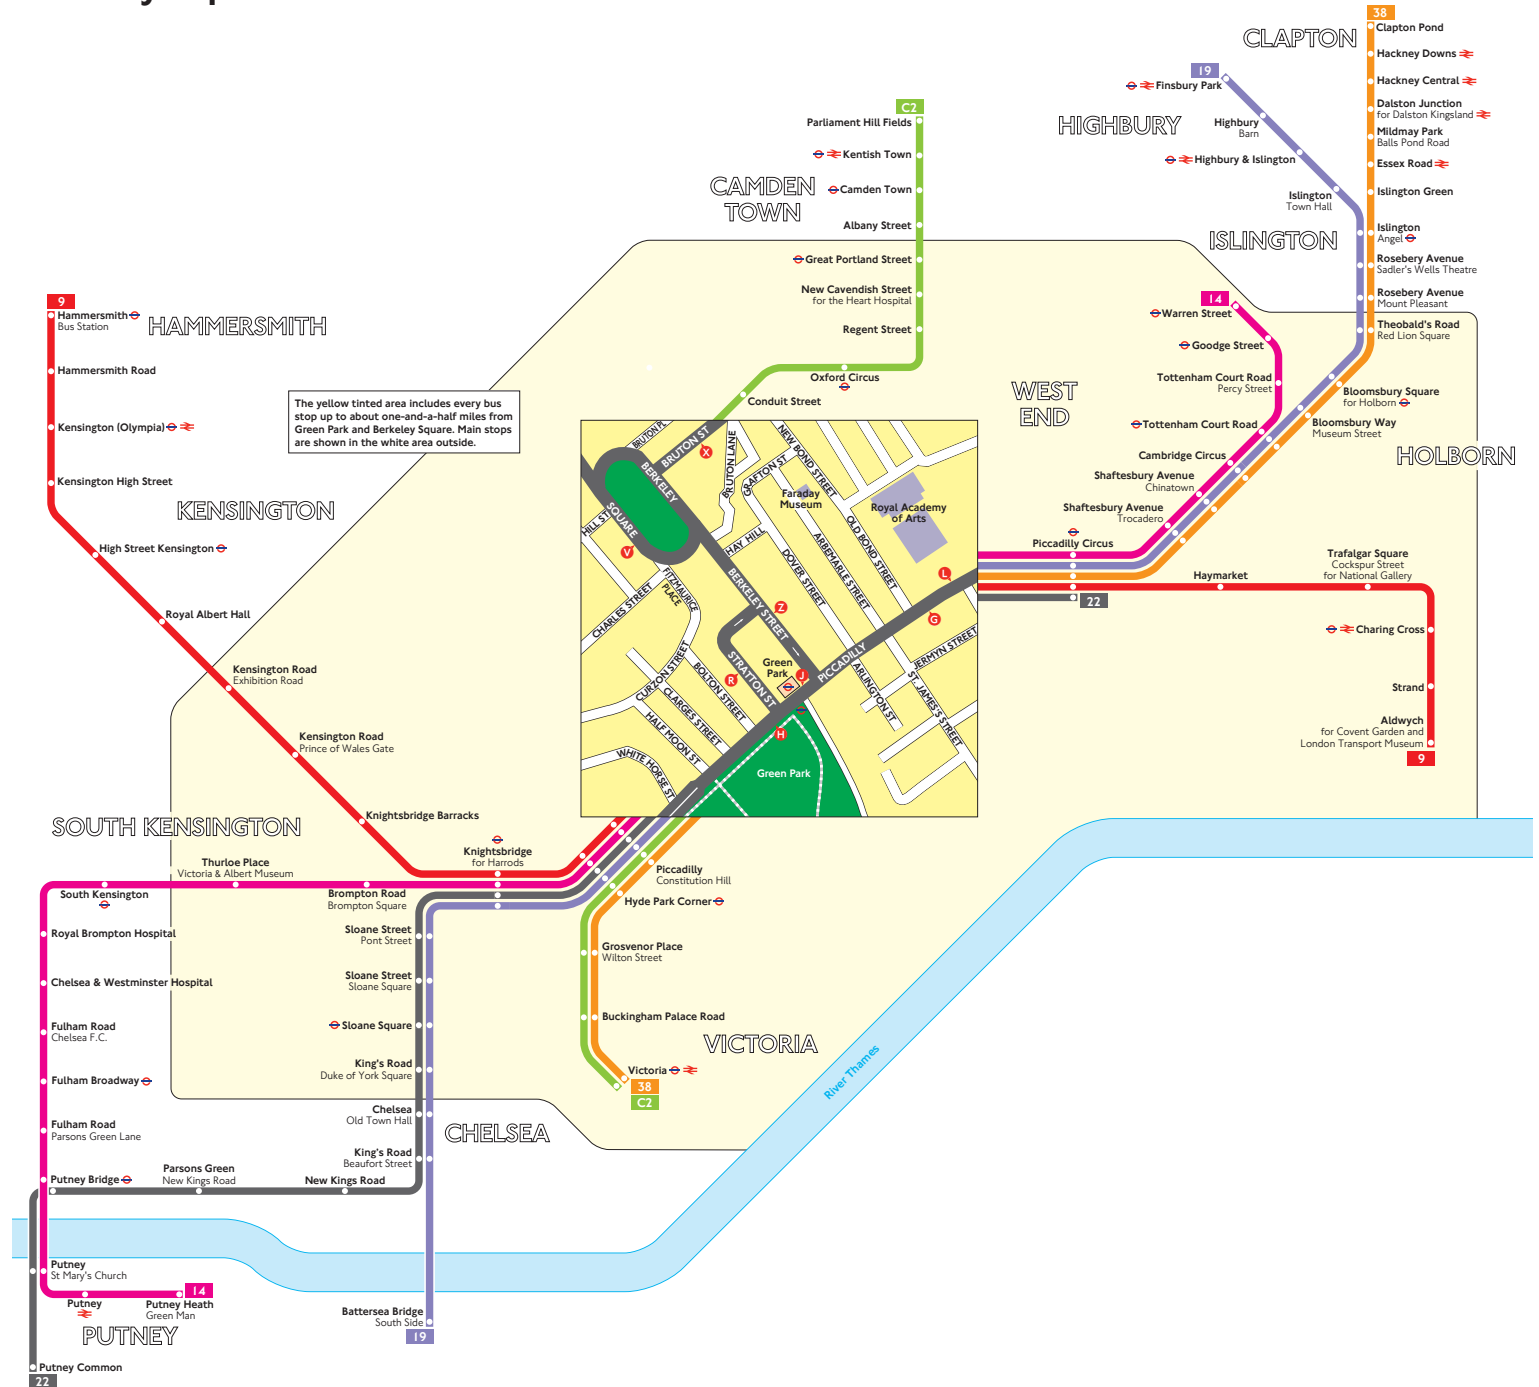 38
Clapton Pond
CLAPTON
Hackney Downs
19
Finsbury Park
Hackney Central
C2
Dalston Junction
for Dalston Kingsland
Parliament Hill Fields
HIGHBURY
Highbury
Barn
Mildmay Park
Balls Pond Road
Kentish Town
Highbury & Islington
Essex Road
CAMDEN
TOWN
Camden Town
Islington
Town Hall
Islington Green
Albany Street
ISLINGTON
Islington
Angel
Great Portland Street
Rosebery Avenue
Sadler's Wells Theatre
New Cavendish Street
for the Heart Hospital
Rosebery Avenue
Mount Pleasant
9
Hammersmith
Bus Station
HAMMERSMITH
14
Warren Street
Regent Street
Theobald's Road
Red Lion Square
Goodge Street
Hammersmith Road
Oxford Circus
Tottenham Court Road
Percy Street
WEST
END
Conduit Street
Bloomsbury Square
for Holborn
The yellow tinted area includes every bus
stop up to about one-and-a-half miles from
Green Park and Berkeley Square. Main stops
are shown in the white area outside.
Kensington (Olympia)
Tottenham Court Road
Bloomsbury Way
Museum Street
Cambridge Circus
HOLBORN
Kensington High Street
Shaftesbury Avenue
Chinatown
KENSINGTON
Shaftesbury Avenue
Trocadero
High Street Kensington
Piccadilly Circus
Trafalgar Square
Cockspur Street
for National Gallery
Haymarket
22
BRUTON PL
BRUTON ST
X
BRUTON LANE
NEW BOND STREET
GRAFTON ST
BERKELEY
SQUARE
Faraday
Museum
Royal Academy
of Arts
HILL ST
HAY HILL
OLD BOND STREET
ARBEMARLE STREET
DOVER STREET
V
FITZMAURICE
PLACE
L
BERKELEY STREET
CHARLES STREET
Z
G
STRATTON ST
Green
Park
J
PICCADILLY
JERMYN STREET
CURZON STREET
BOLTON STREET
R
ARLINGTON ST
ST. JAMES'S STREET
CLARGES STREET
HALF MOON ST
H
WHITE HORSE ST
Green Park
Royal Albert Hall
Charing Cross
Kensington Road
Exhibition Road
Strand
Kensington Road
Prince of Wales Gate
Aldwych
for Covent Garden and
London Transport Museum
9
Knightsbridge Barracks
SOUTH KENSINGTON
Knightsbridge
for Harrods
Thurloe Place
Victoria & Albert Museum
Piccadilly
Constitution Hill
South Kensington
Brompton Road
Brompton Square
Hyde Park Corner
Royal Brompton Hospital
Sloane Street
Pont Street
Grosvenor Place
Wilton Street
Chelsea & Westminster Hospital
Sloane Street
Sloane Square
Buckingham Palace Road
Fulham Road
Chelsea F.C.
Sloane Square
VICTORIA
Fulham Broadway
King's Road
Duke of York Square
Victoria
38
C2
River Thames
Chelsea
Old Town Hall
CHELSEA
Fulham Road
Parsons Green Lane
King's Road
Beaufort Street
Putney Bridge
Parsons Green
New Kings Road
New Kings Road
Putney
St Mary's Church
14
Putney
Putney Heath
Green Man
PUTNEY
Battersea Bridge
South Side
19
Putney Common
22